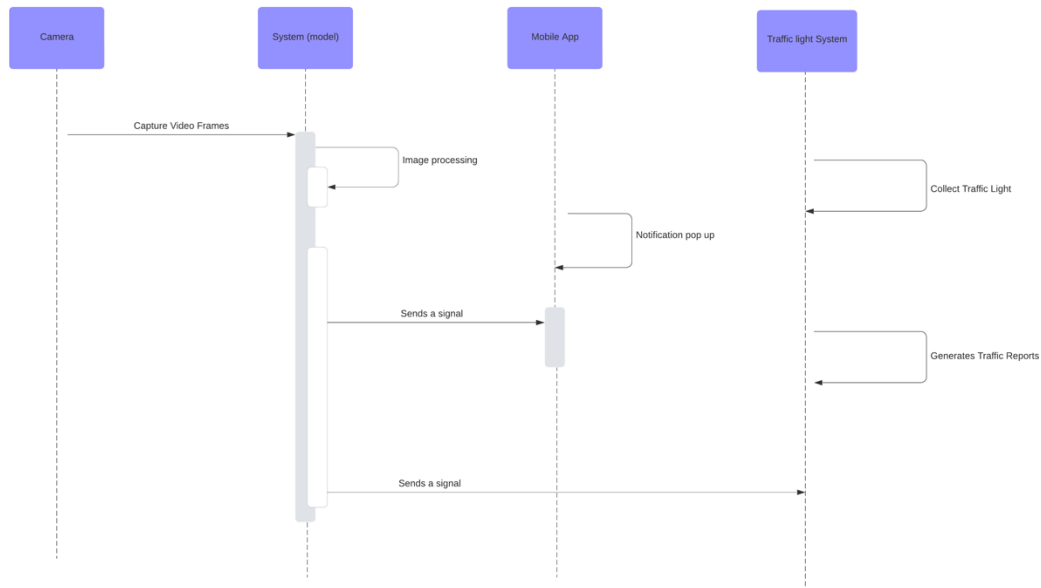 Camera
System (model)
Mobile App
Traffic light System
Capture Video Frames
Image processing
Collect Traffic Light
Notification pop up
Sends a signal
Generates Traffic Reports
Sends a signal